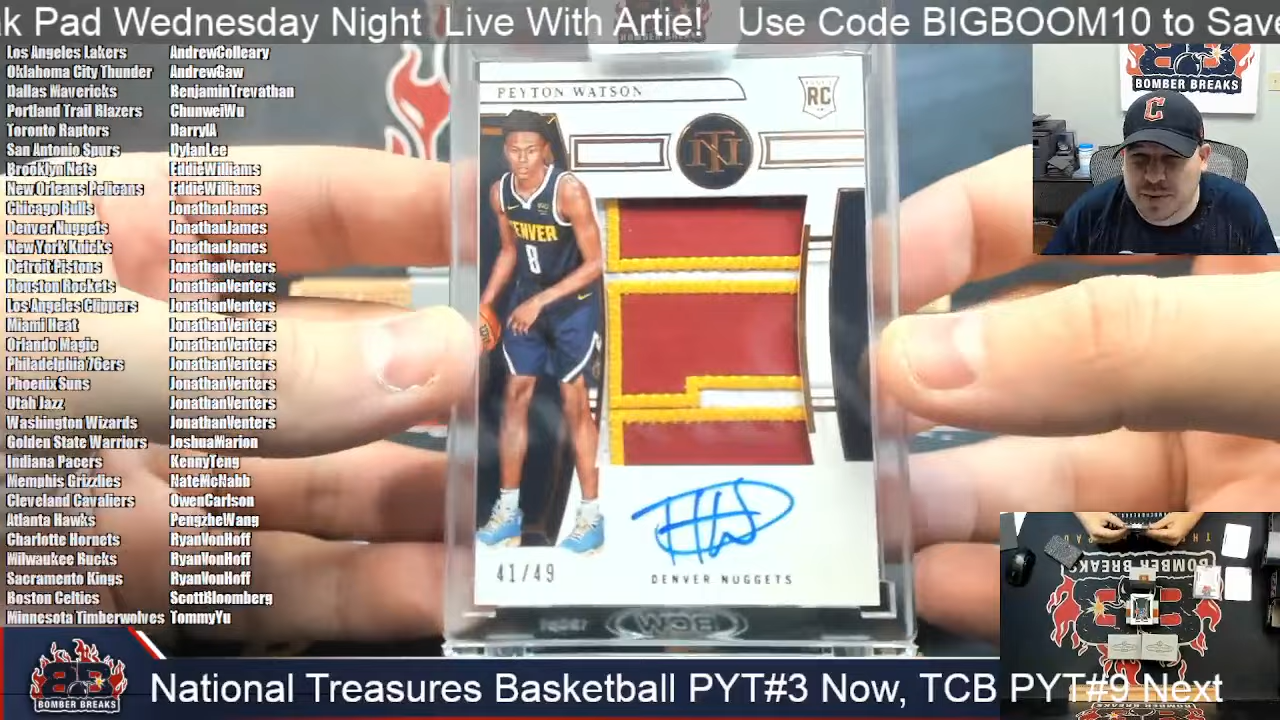 ak Pad Wednesday Night Live With Artie! Use Code BIGBOOM10 to Save
Los Angeles Lakers AndrewColleary
Oklahoma City Thunder AndrewGaw
Dallas Mavericks BenjaminTrevathan
Portland Trail Blazers ChunweiWu
Toronto Raptors DarrylA
San Antonio Spurs DylanLee
Brooklyn Nets EddieWilliams
New Orleans Pelicans EddieWilliams
Chicago Bulls JonathanJames
Denver Nuggets JonathanJames
New York Knicks JonathanJames
Detroit Pistons JonathanVenters
Houston Rockets JonathanVenters
Los Angeles Clippers JonathanVenters
Miami Heat JonathanVenters
Orlando Magic JonathanVenters
Philadelphia 76ers JonathanVenters
Phoenix Suns JonathanVenters
Utah Jazz JonathanVenters
Washington Wizards JonathanVenters
Golden State Warriors JoshuaMarion
Indiana Pacers KennyTeng
Memphis Grizzlies NateMcNabb
Cleveland Cavaliers OwenCarlson
Atlanta Hawks PengzheWang
Charlotte Hornets RyanVonHoff
Milwaukee Bucks RyanVonHoff
Sacramento Kings RyanVonHoff
Boston Celtics ScottBloomberg
Minnesota Timberwolves TommyYu
PEYTON WATSON
RC
NT
DENVER
8
41/49
DENVER NUGGETS
BCW
BOMBER BREAKS
C
BOMBER BREAKS
BOMBER BREAKS
National Treasures Basketball PYT#3 Now, TCB PYT#9 Next